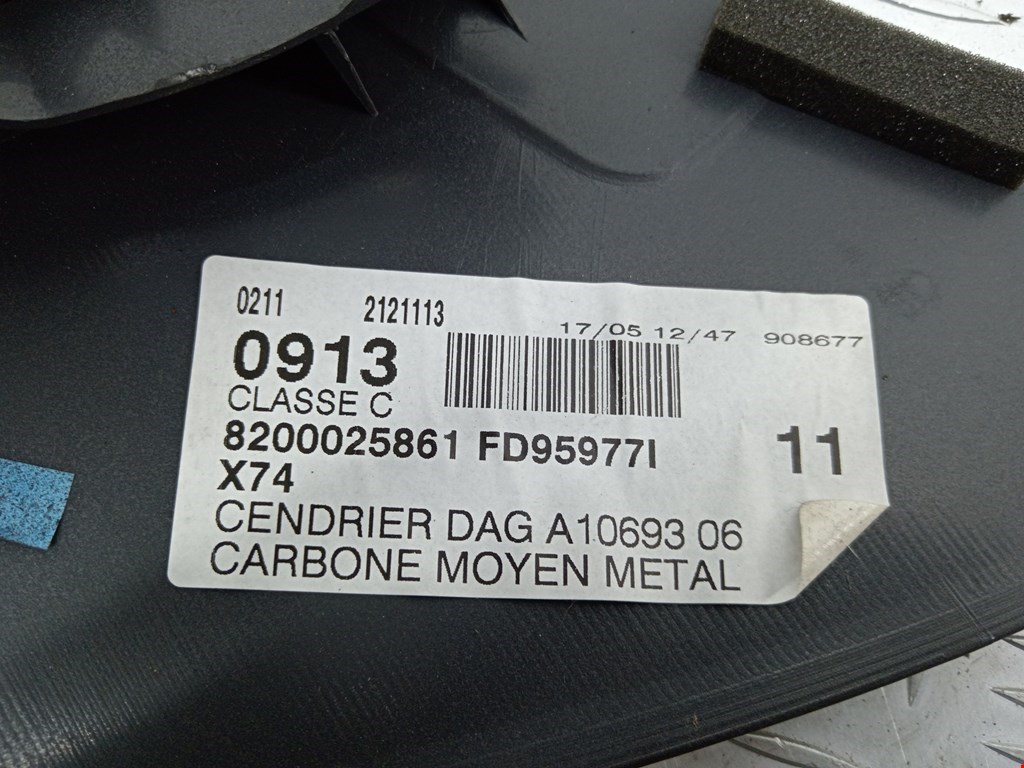 0211 2121113
17/05 12/47 908677
0913
CLASSE C
8200025861 FD95977I
11
X74
CENDRIER DAG A10693 06
CARBONE MOYEN METAL